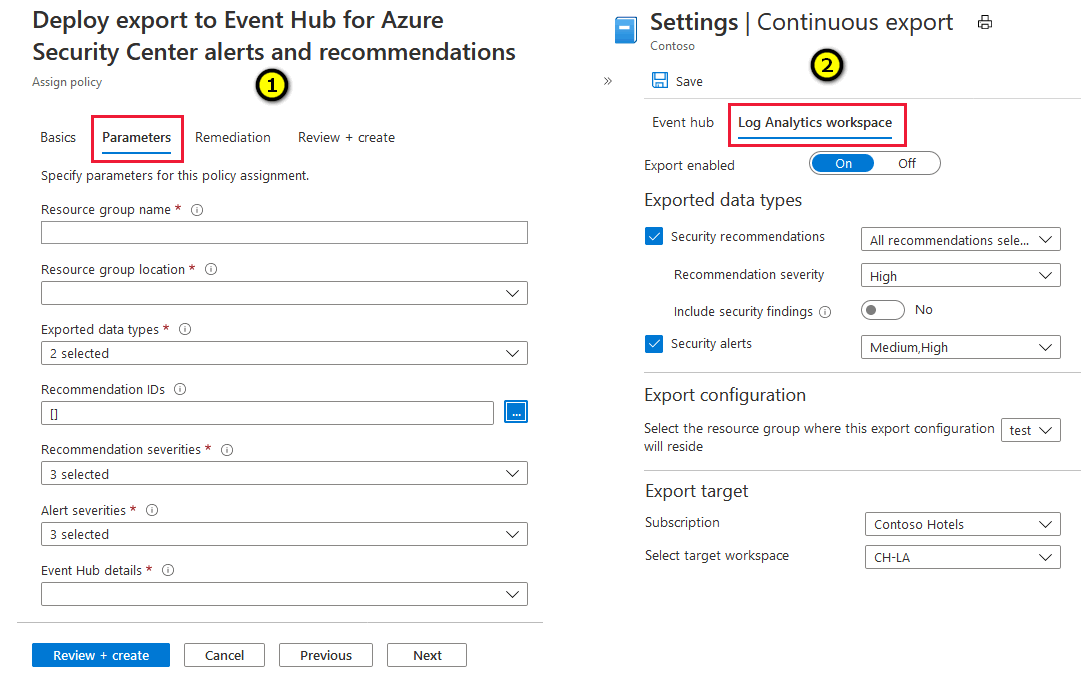 Deploy export to Event Hub for Azure
Security Center alerts and recommendations
Assign policy
1
Basics Parameters Remediation Review + create
Specify parameters for this policy assignment.
Resource group name *
Resource group location *
Exported data types *
2 selected
Recommendation IDs
[]
...
Recommendation severities *
3 selected
Alert severities *
3 selected
Event Hub details *
Review + create Cancel Previous Next
Settings | Continuous export
Contoso
2
» Save
Event hub Log Analytics workspace
Export enabled On Off
Exported data types
Security recommendations All recommendations sele...
Recommendation severity High
Include security findings No
Security alerts Medium,High
Export configuration
Select the resource group where this export configuration test
will reside
Export target
Subscription Contoso Hotels
Select target workspace CH-LA